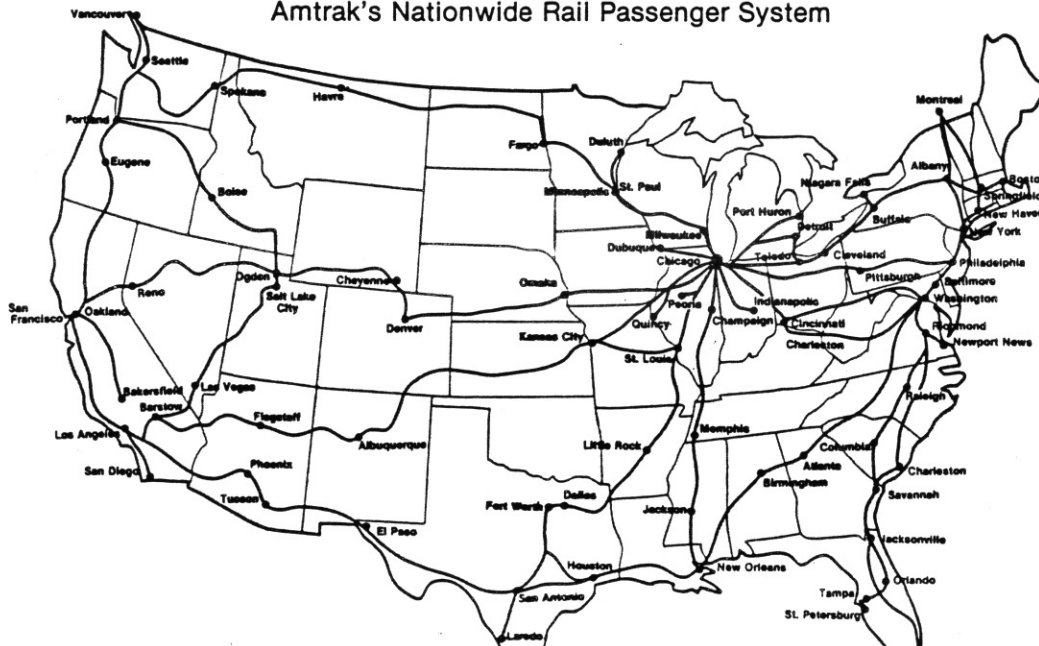 Amtrak's Nationwide Rail Passenger System
Vancouver
Seattle
Spokane
Havre
Portland
Fargo
Duluth
Montreal
Eugene
Boise
Minneapolis
St. Paul
Albany
Boston
Niagara Falls
Springfield
Port Huron
Buffalo
New Haven
Milwaukee
Detroit
New York
Dubuque
Chicago
Toledo
Cleveland
Philadelphia
Ogden
Cheyenne
Omaha
Pittsburgh
Baltimore
Reno
Salt Lake
City
Peoria
Indianapolis
Washington
San
Francisco
Oakland
Denver
Quincy
Champaign
Cincinnati
Richmond
Kansas City
Charleston
Newport News
St. Louis
Bakersfield
Las Vegas
Barstow
Raleigh
Flagstaff
Los Angeles
Albuquerque
Little Rock
Memphis
Columbia
Atlanta
San Diego
Phoenix
Birmingham
Charleston
Tucson
Fort Worth
Dallas
Savannah
Jackson
El Paso
Jacksonville
Houston
New Orleans
Orlando
San Antonio
Tampa
St. Petersburg
Laredo